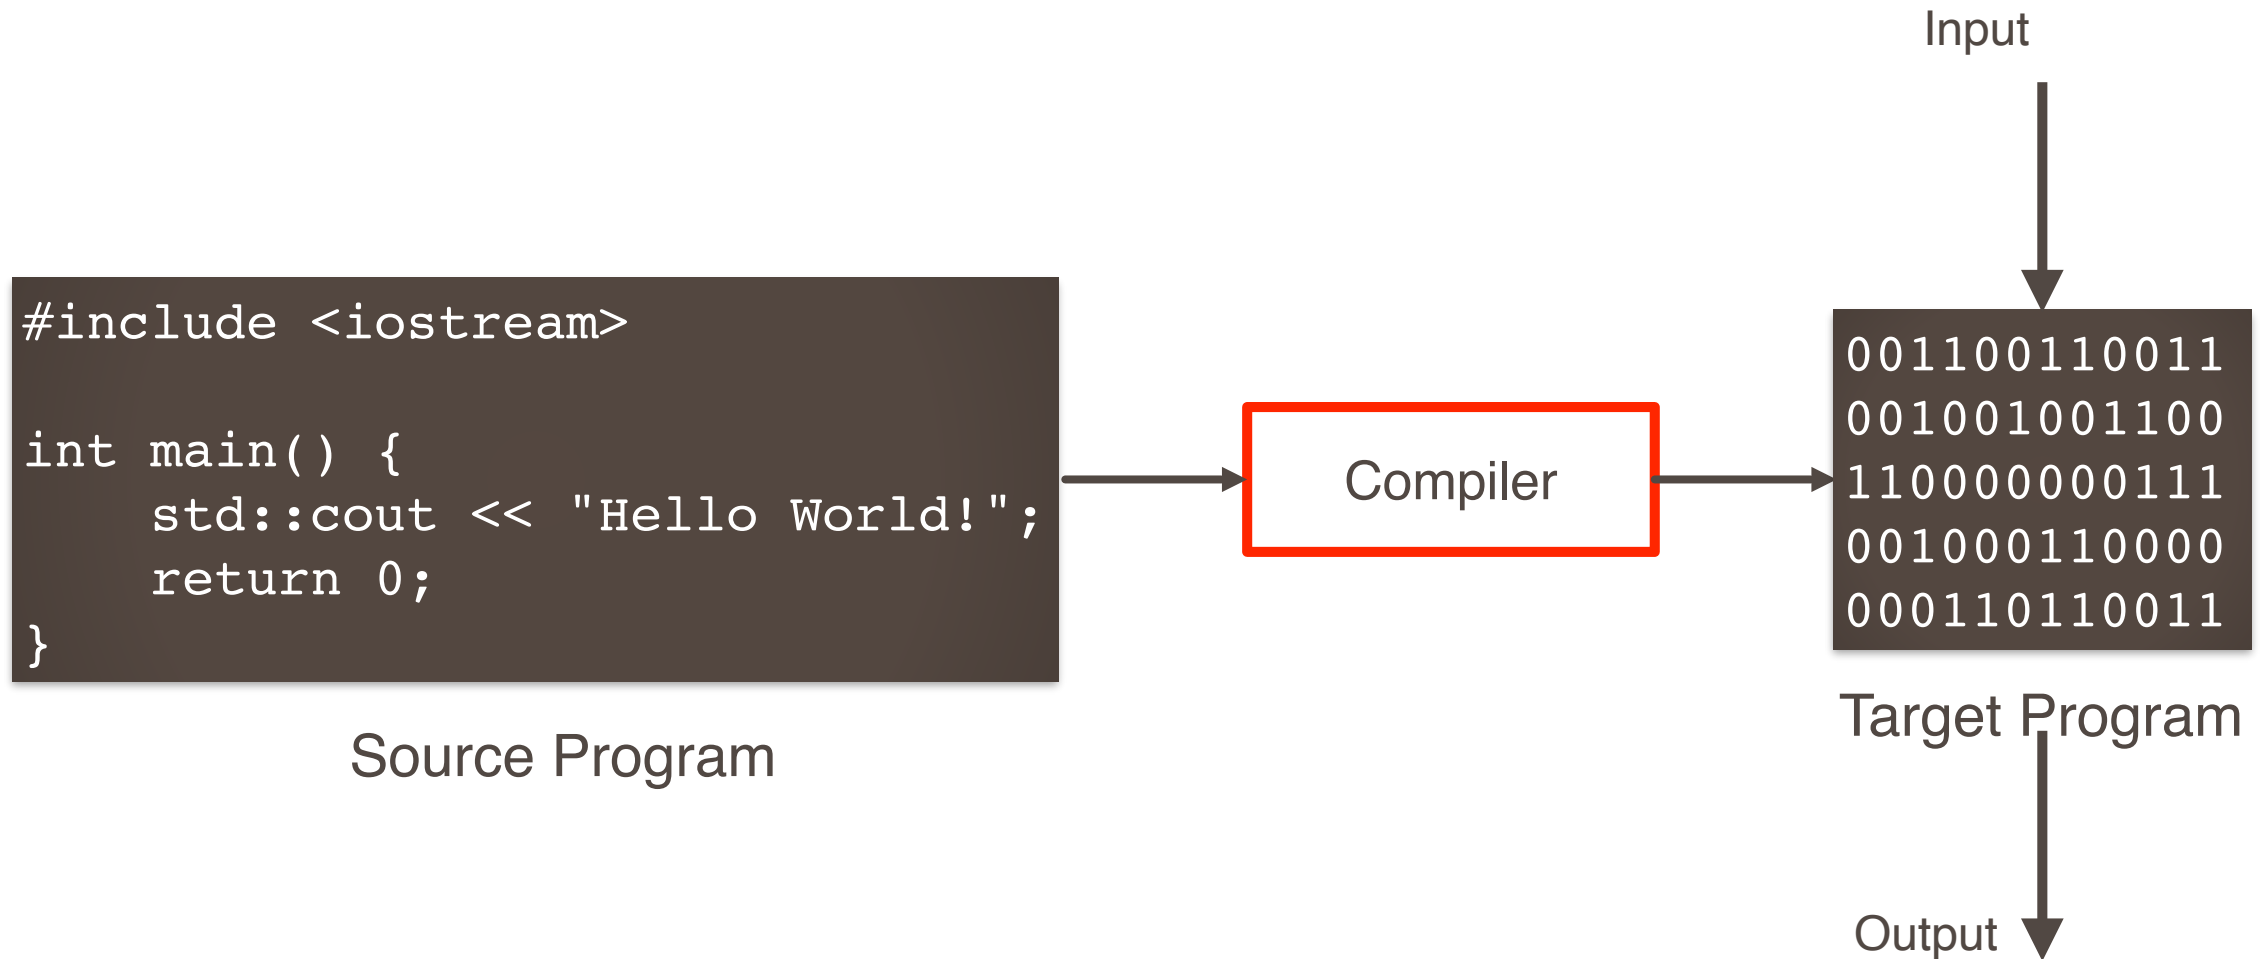 Input
#include <iostream>
int main() {
    std::cout << "Hello World!";
    return 0;
}
Source Program
Compiler
001100110011
001001001100
110000000111
001000110000
000110110011
Target Program
Output